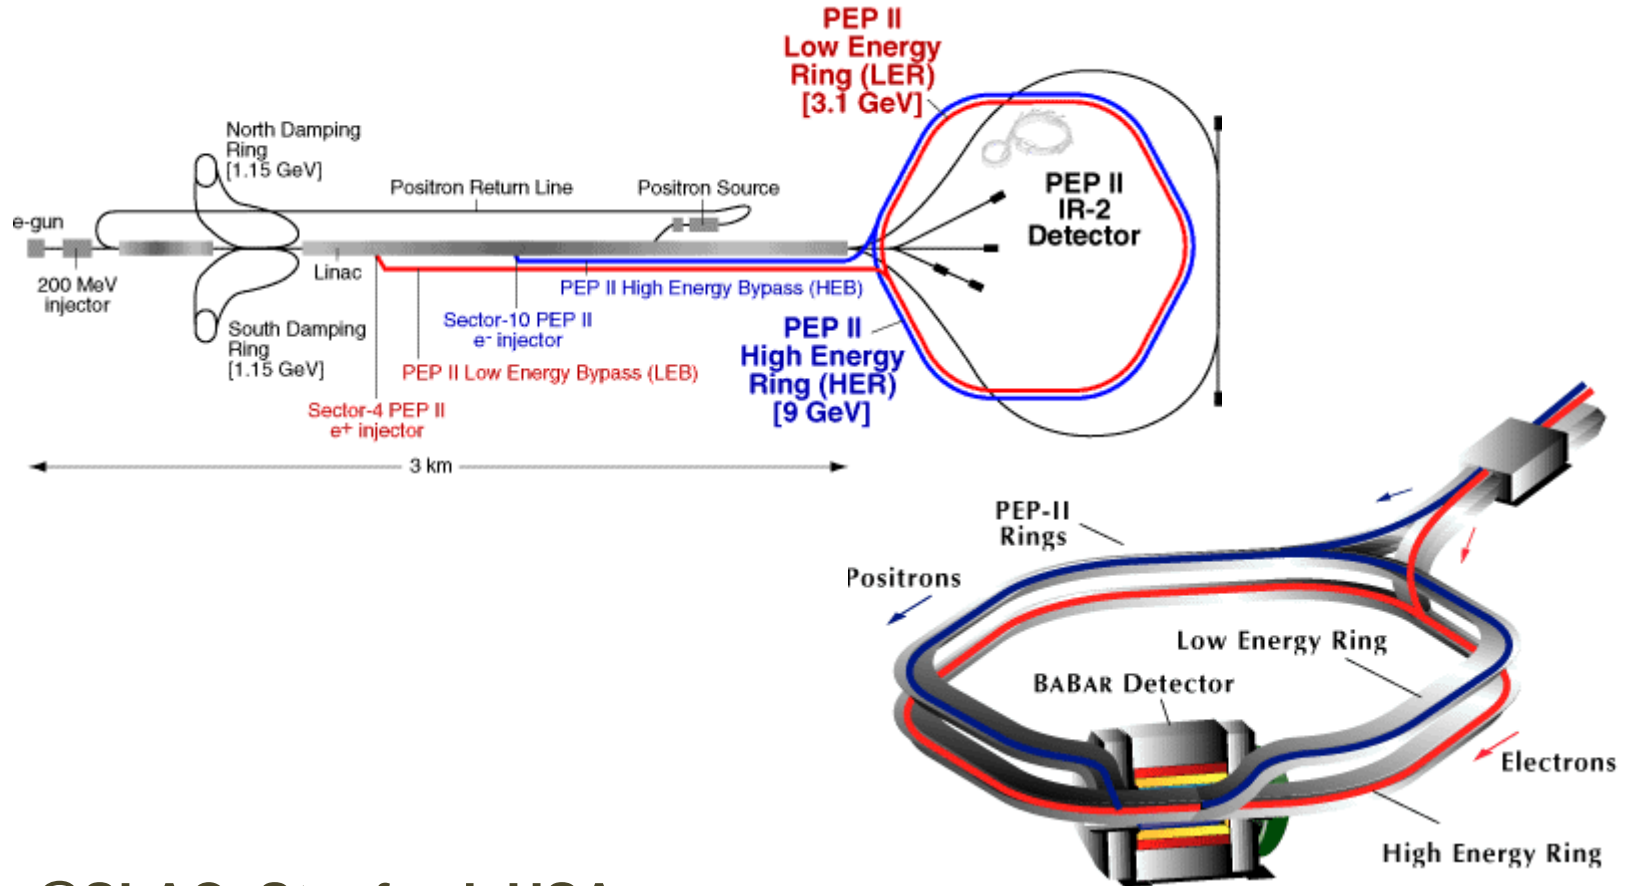 PEP II
Low Energy
Ring (LER)
[3.1 GeV]
North Damping
Ring
[1.15 GeV]
Positron Return Line
Positron Source
e-gun
200 MeV
injector
Linac
PEP II
IR-2
Detector
PEP II High Energy Bypass (HEB)
Sector-10 PEP II
e- injector
South Damping
Ring
[1.15 GeV]
PEP II Low Energy Bypass (LEB)
PEP II
High Energy
Ring (HER)
[9 GeV]
Sector-4 PEP II
e+ injector
3 km
PEP-II
Rings
Positrons
Low Energy Ring
BABAR Detector
Electrons
High Energy Ring
@SLAC, Stanford, USA